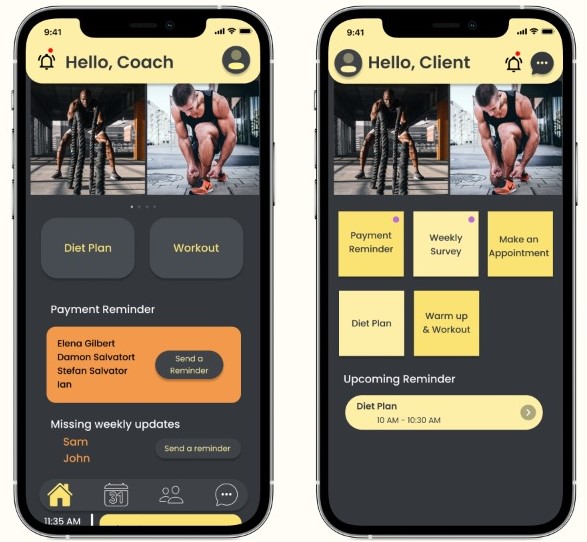 9:41
Hello, Coach
Diet Plan
Workout
Payment Reminder
Elena Gilbert
Damon Salvatort
Stefan Salvator
Ian
Send a
Reminder
Missing weekly updates
Sam
John
Send a reminder
31
11:35 AM
9:41
Hello, Client
Payment
Reminder
Weekly
Survey
Make an
Appointment
Diet Plan
Warm up
& Workout
Upcoming Reminder
Diet Plan
10 AM - 10:30 AM